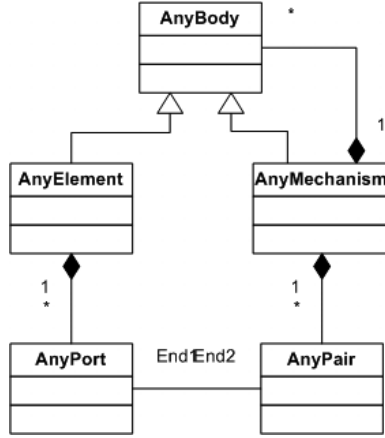 AnyBody
*
1
AnyElement
AnyMechanism
1
*
1
*
AnyPort
End1End2
AnyPair